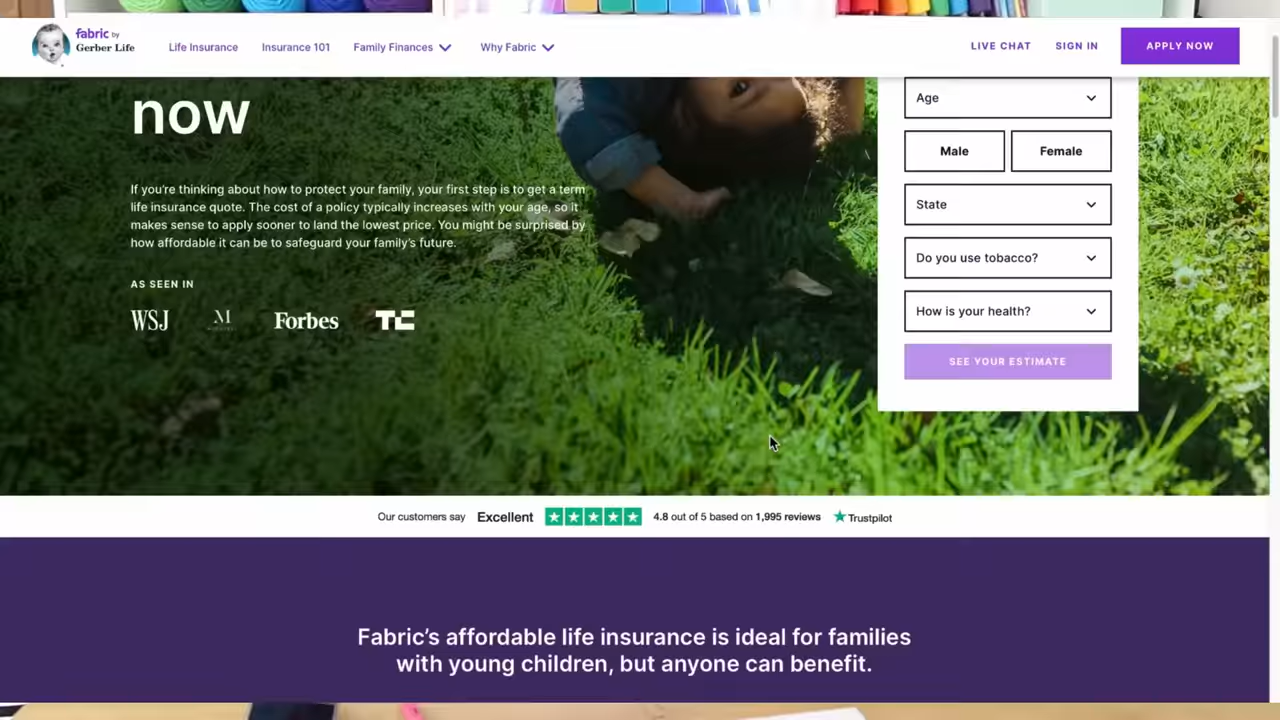 fabric by
Gerber Life
Life Insurance
Insurance 101
Family Finances
Why Fabric
LIVE CHAT
SIGN IN
APPLY NOW
now
If you're thinking about how to protect your family, your first step is to get a term
life insurance quote. The cost of a policy typically increases with your age, so it
makes sense to apply sooner to land the lowest price. You might be surprised by
how affordable it can be to safeguard your family's future.
AS SEEN IN
WSJ
M
Forbes
TC
Age
Male
Female
State
Do you use tobacco?
How is your health?
SEE YOUR ESTIMATE
Our customers say Excellent 4.8 out of 5 based on 1,995 reviews Trustpilot
Fabric's affordable life insurance is ideal for families
with young children, but anyone can benefit.